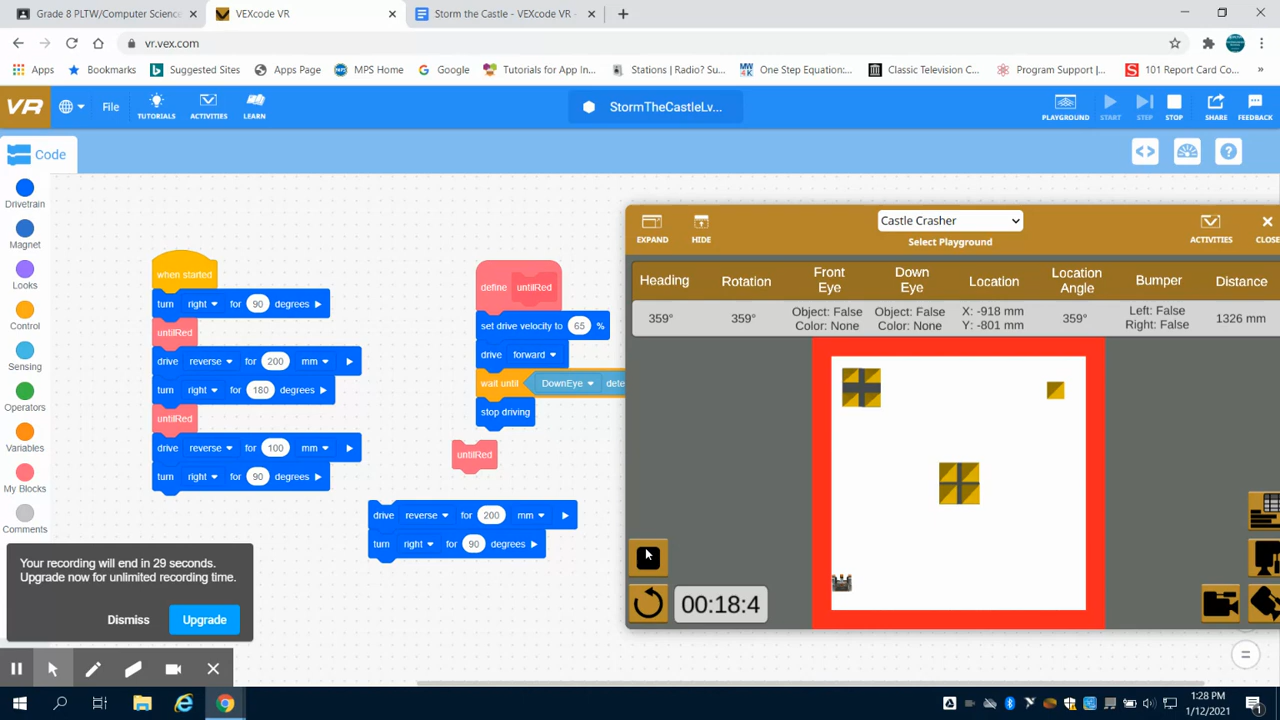 Grade 8 PLTW/Computer Science
VEXcode VR
Storm the Castle - VEXcode VR -
vr.vex.com
Apps
Bookmarks
Suggested Sites
Apps Page
MPS Home
Google
Tutorials for App In...
Stations | Radio? Su...
One Step Equation:...
Classic Television C...
Program Support |...
101 Report Card Co...
VR
File
TUTORIALS
ACTIVITIES
LEARN
StormTheCastleLv...
PLAYGROUND
START
STEP
STOP
SHARE
FEEDBACK
Code
Drivetrain
Magnet
Looks
Control
Sensing
Operators
Variables
My Blocks
Comments
when started
turn right for 90 degrees
untilRed
drive reverse for 200 mm
turn right for 180 degrees
untilRed
drive reverse for 100 mm
turn right for 90 degrees
define untilRed
set drive velocity to 65 %
drive forward
wait until DownEye dete
stop driving
untilRed
drive reverse for 200 mm
turn right for 90 degrees
EXPAND
HIDE
Castle Crasher
Select Playground
ACTIVITIES
CLOSE
Heading Rotation Front Eye Down Eye Location Location Angle Bumper Distance
359° 359° Object: False Color: None Object: False Color: None X: -918 mm Y: -801 mm 359° Left: False Right: False 1326 mm
00:18:4
Your recording will end in 29 seconds.
Upgrade now for unlimited recording time.
Dismiss
Upgrade
1:28 PM
1/12/2021
1